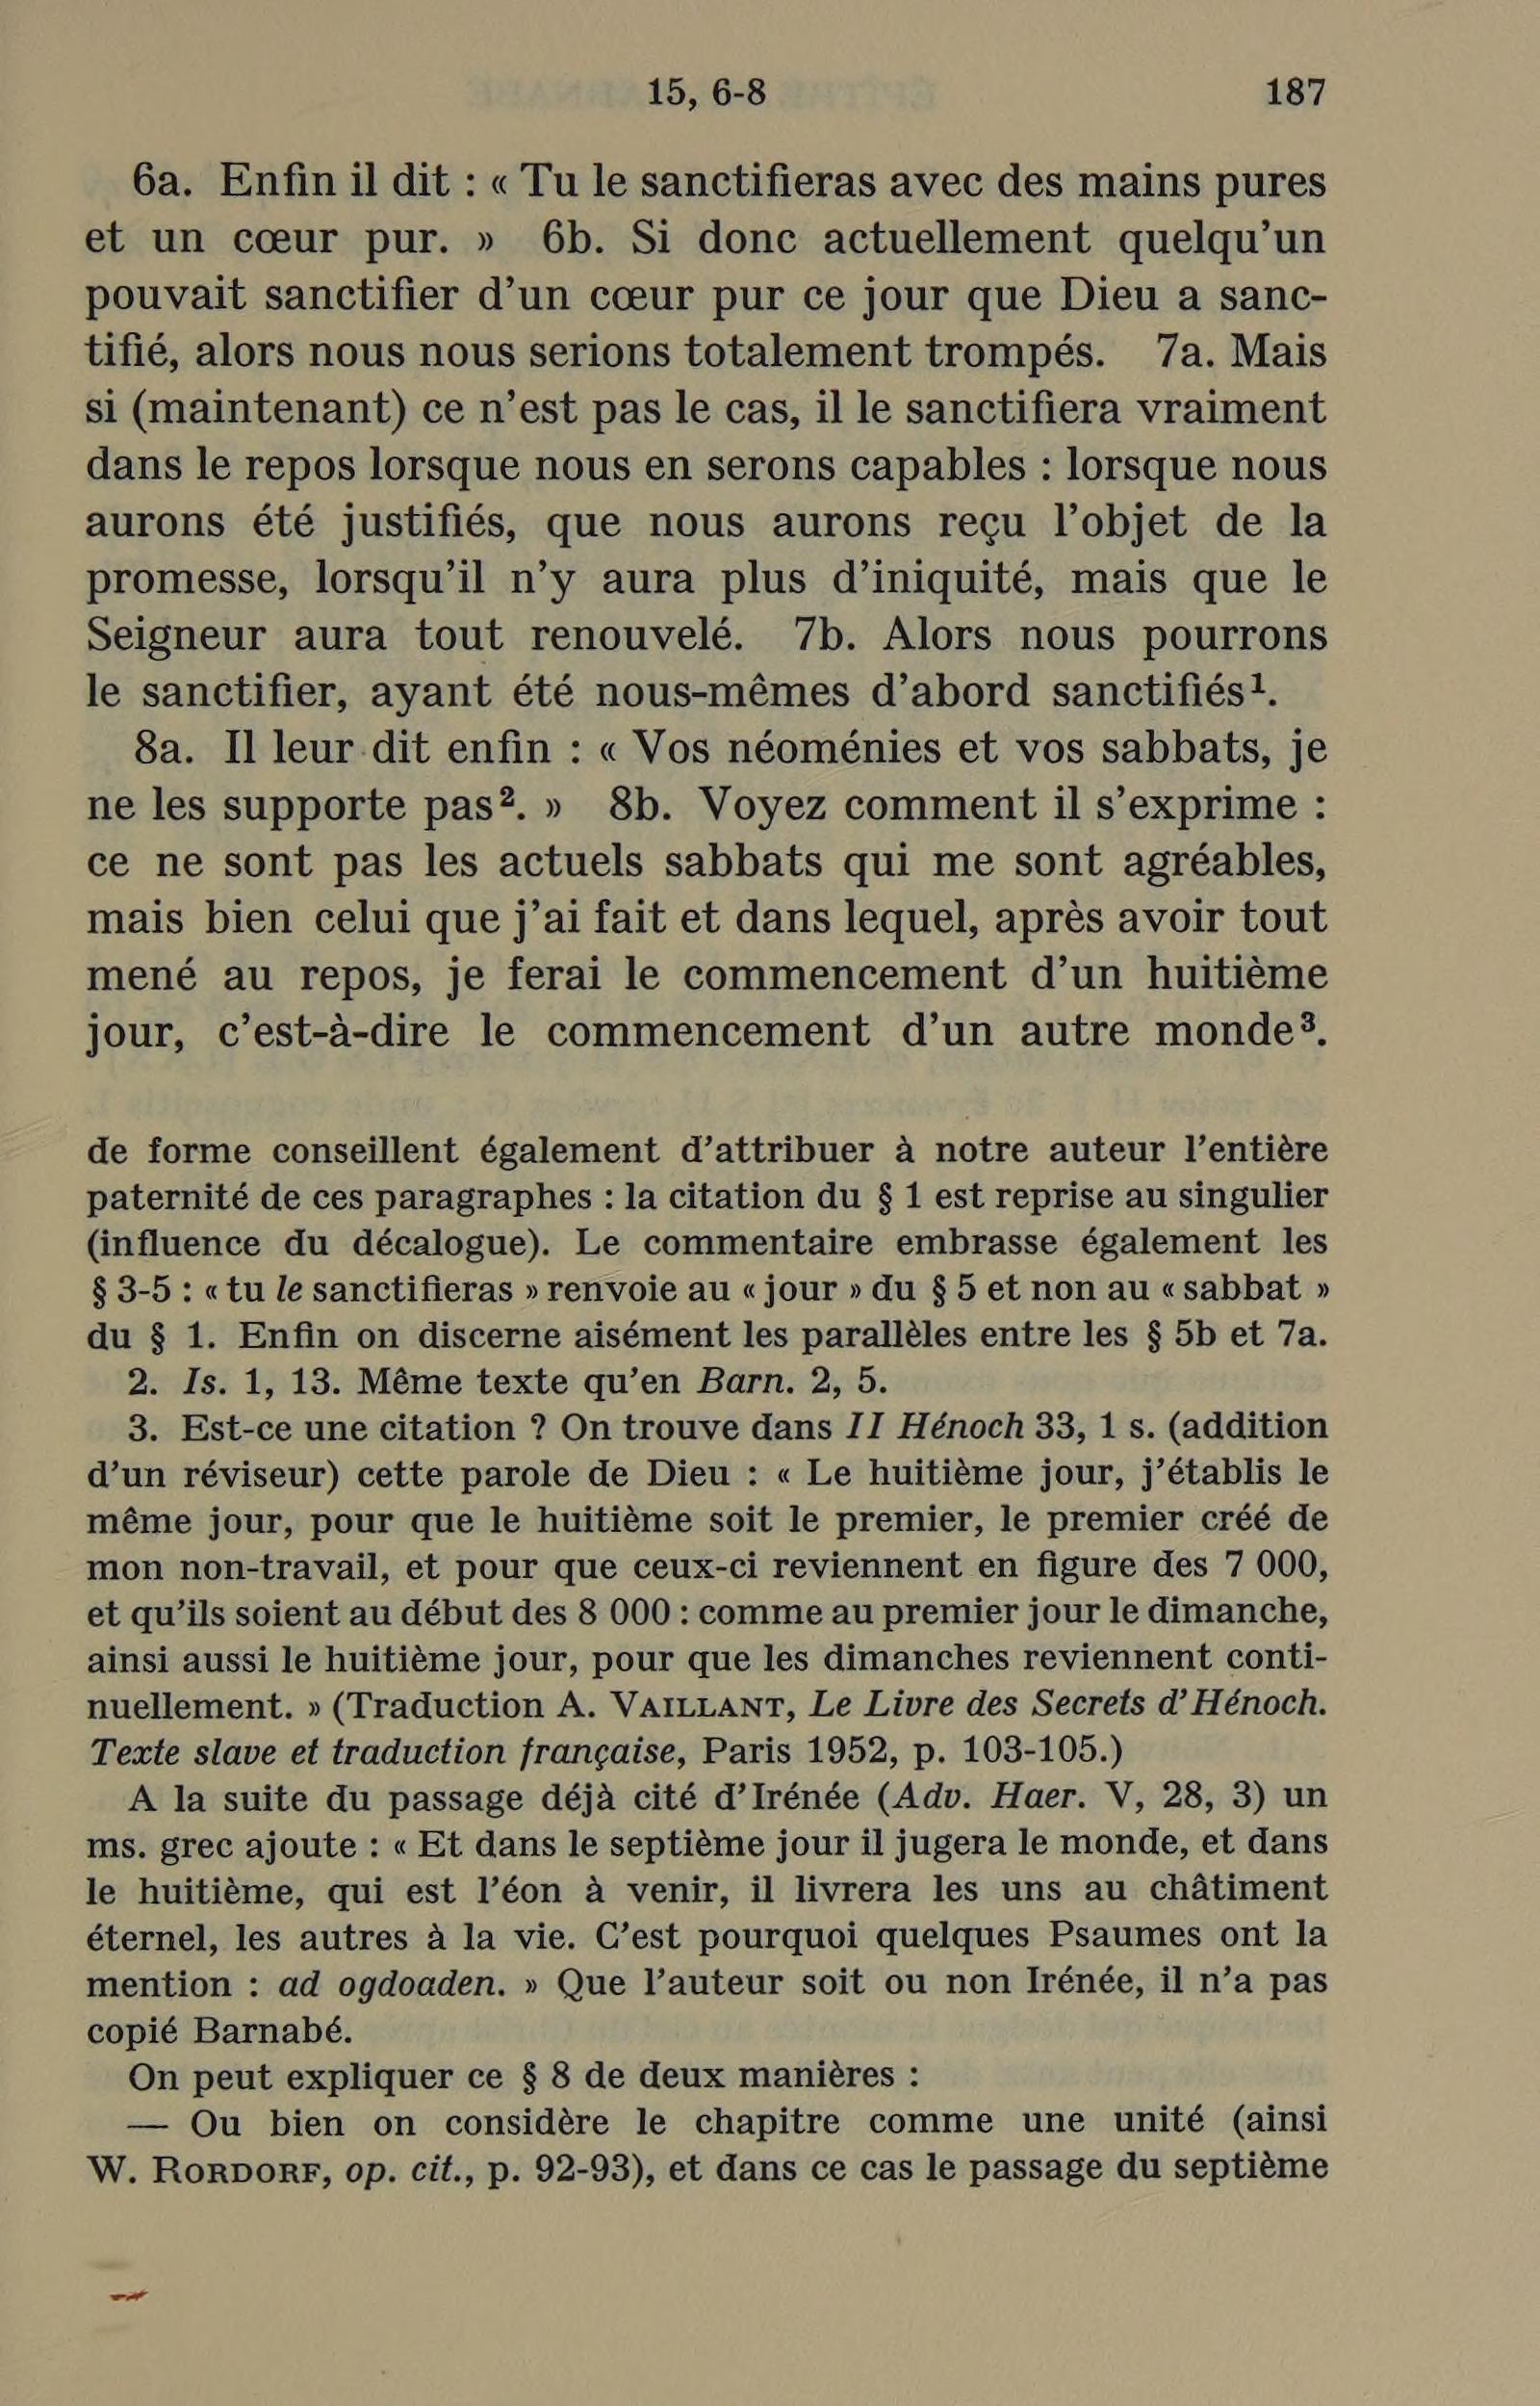 15, 6-8 187
6a. Enfin il dit : « Tu le sanctifieras avec des mains pures
et un cœur pur. » 6b. Si donc actuellement quelqu’un
pouvait sanctifier d’un cœur pur ce jour que Dieu a sanc-
tifié, alors nous nous serions totalement trompés. 7a. Mais
si (maintenant) ce n’est pas le cas, il le sanctifiera vraiment
dans le repos lorsque nous en serons capables : lorsque nous
aurons été justifiés, que nous aurons reçu l’objet de la
promesse, lorsqu’il n’y aura plus d’iniquité, mais que le
Seigneur aura tout renouvelé. 7b. Alors nous pourrons
le sanctifier, ayant été nous-mêmes d’abord sanctifiés¹.
8a. Il leur dit enfin : « Vos néoménies et vos sabbats, je
ne les supporte pas². » 8b. Voyez comment il s’exprime :
ce ne sont pas les actuels sabbats qui me sont agréables,
mais bien celui que j’ai fait et dans lequel, après avoir tout
mené au repos, je ferai le commencement d’un huitième
jour, c’est-à-dire le commencement d’un autre monde³.
de forme conseillent également d’attribuer à notre auteur l’entière
paternité de ces paragraphes : la citation du § 1 est reprise au singulier
(influence du décalogue). Le commentaire embrasse également les
§ 3-5 : « tu le sanctifieras » renvoie au « jour » du § 5 et non au « sabbat »
du § 1. Enfin on discerne aisément les parallèles entre les § 5b et 7a.
2. Is. 1, 13. Même texte qu’en Barn. 2, 5.
3. Est-ce une citation ? On trouve dans II Hénoch 33, 1 s. (addition
d’un réviseur) cette parole de Dieu : « Le huitième jour, j’établis le
même jour, pour que le huitième soit le premier, le premier créé de
mon non-travail, et pour que ceux-ci reviennent en figure des 7 000,
et qu’ils soient au début des 8 000 : comme au premier jour le dimanche,
ainsi aussi le huitième jour, pour que les dimanches reviennent conti-
nuellement. » (Traduction A. VAILLANT, Le Livre des Secrets d’Hénoch.
Texte slave et traduction française, Paris 1952, p. 103-105.)
A la suite du passage déjà cité d’Irénée (Adv. Haer. V, 28, 3) un
ms. grec ajoute : « Et dans le septième jour il jugera le monde, et dans
le huitième, qui est l’éon à venir, il livrera les uns au châtiment
éternel, les autres à la vie. C’est pourquoi quelques Psaumes ont la
mention : ad ogdoaden. » Que l’auteur soit ou non Irénée, il n’a pas
copié Barnabé.
On peut expliquer ce § 8 de deux manières :
— Ou bien on considère le chapitre comme une unité (ainsi
W. RORDORF, op. cit., p. 92-93), et dans ce cas le passage du septième